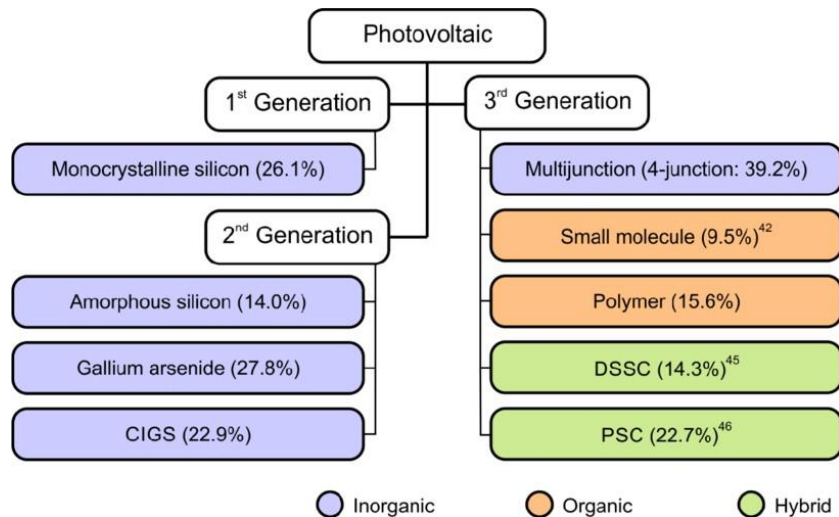 Photovoltaic
1st Generation
Monocrystalline silicon (26.1%)
2nd Generation
Amorphous silicon (14.0%)
Gallium arsenide (27.8%)
CIGS (22.9%)
3rd Generation
Multijunction (4-junction: 39.2%)
Small molecule (9.5%)42
Polymer (15.6%)
DSSC (14.3%)45
PSC (22.7%)46
Inorganic
Organic
Hybrid